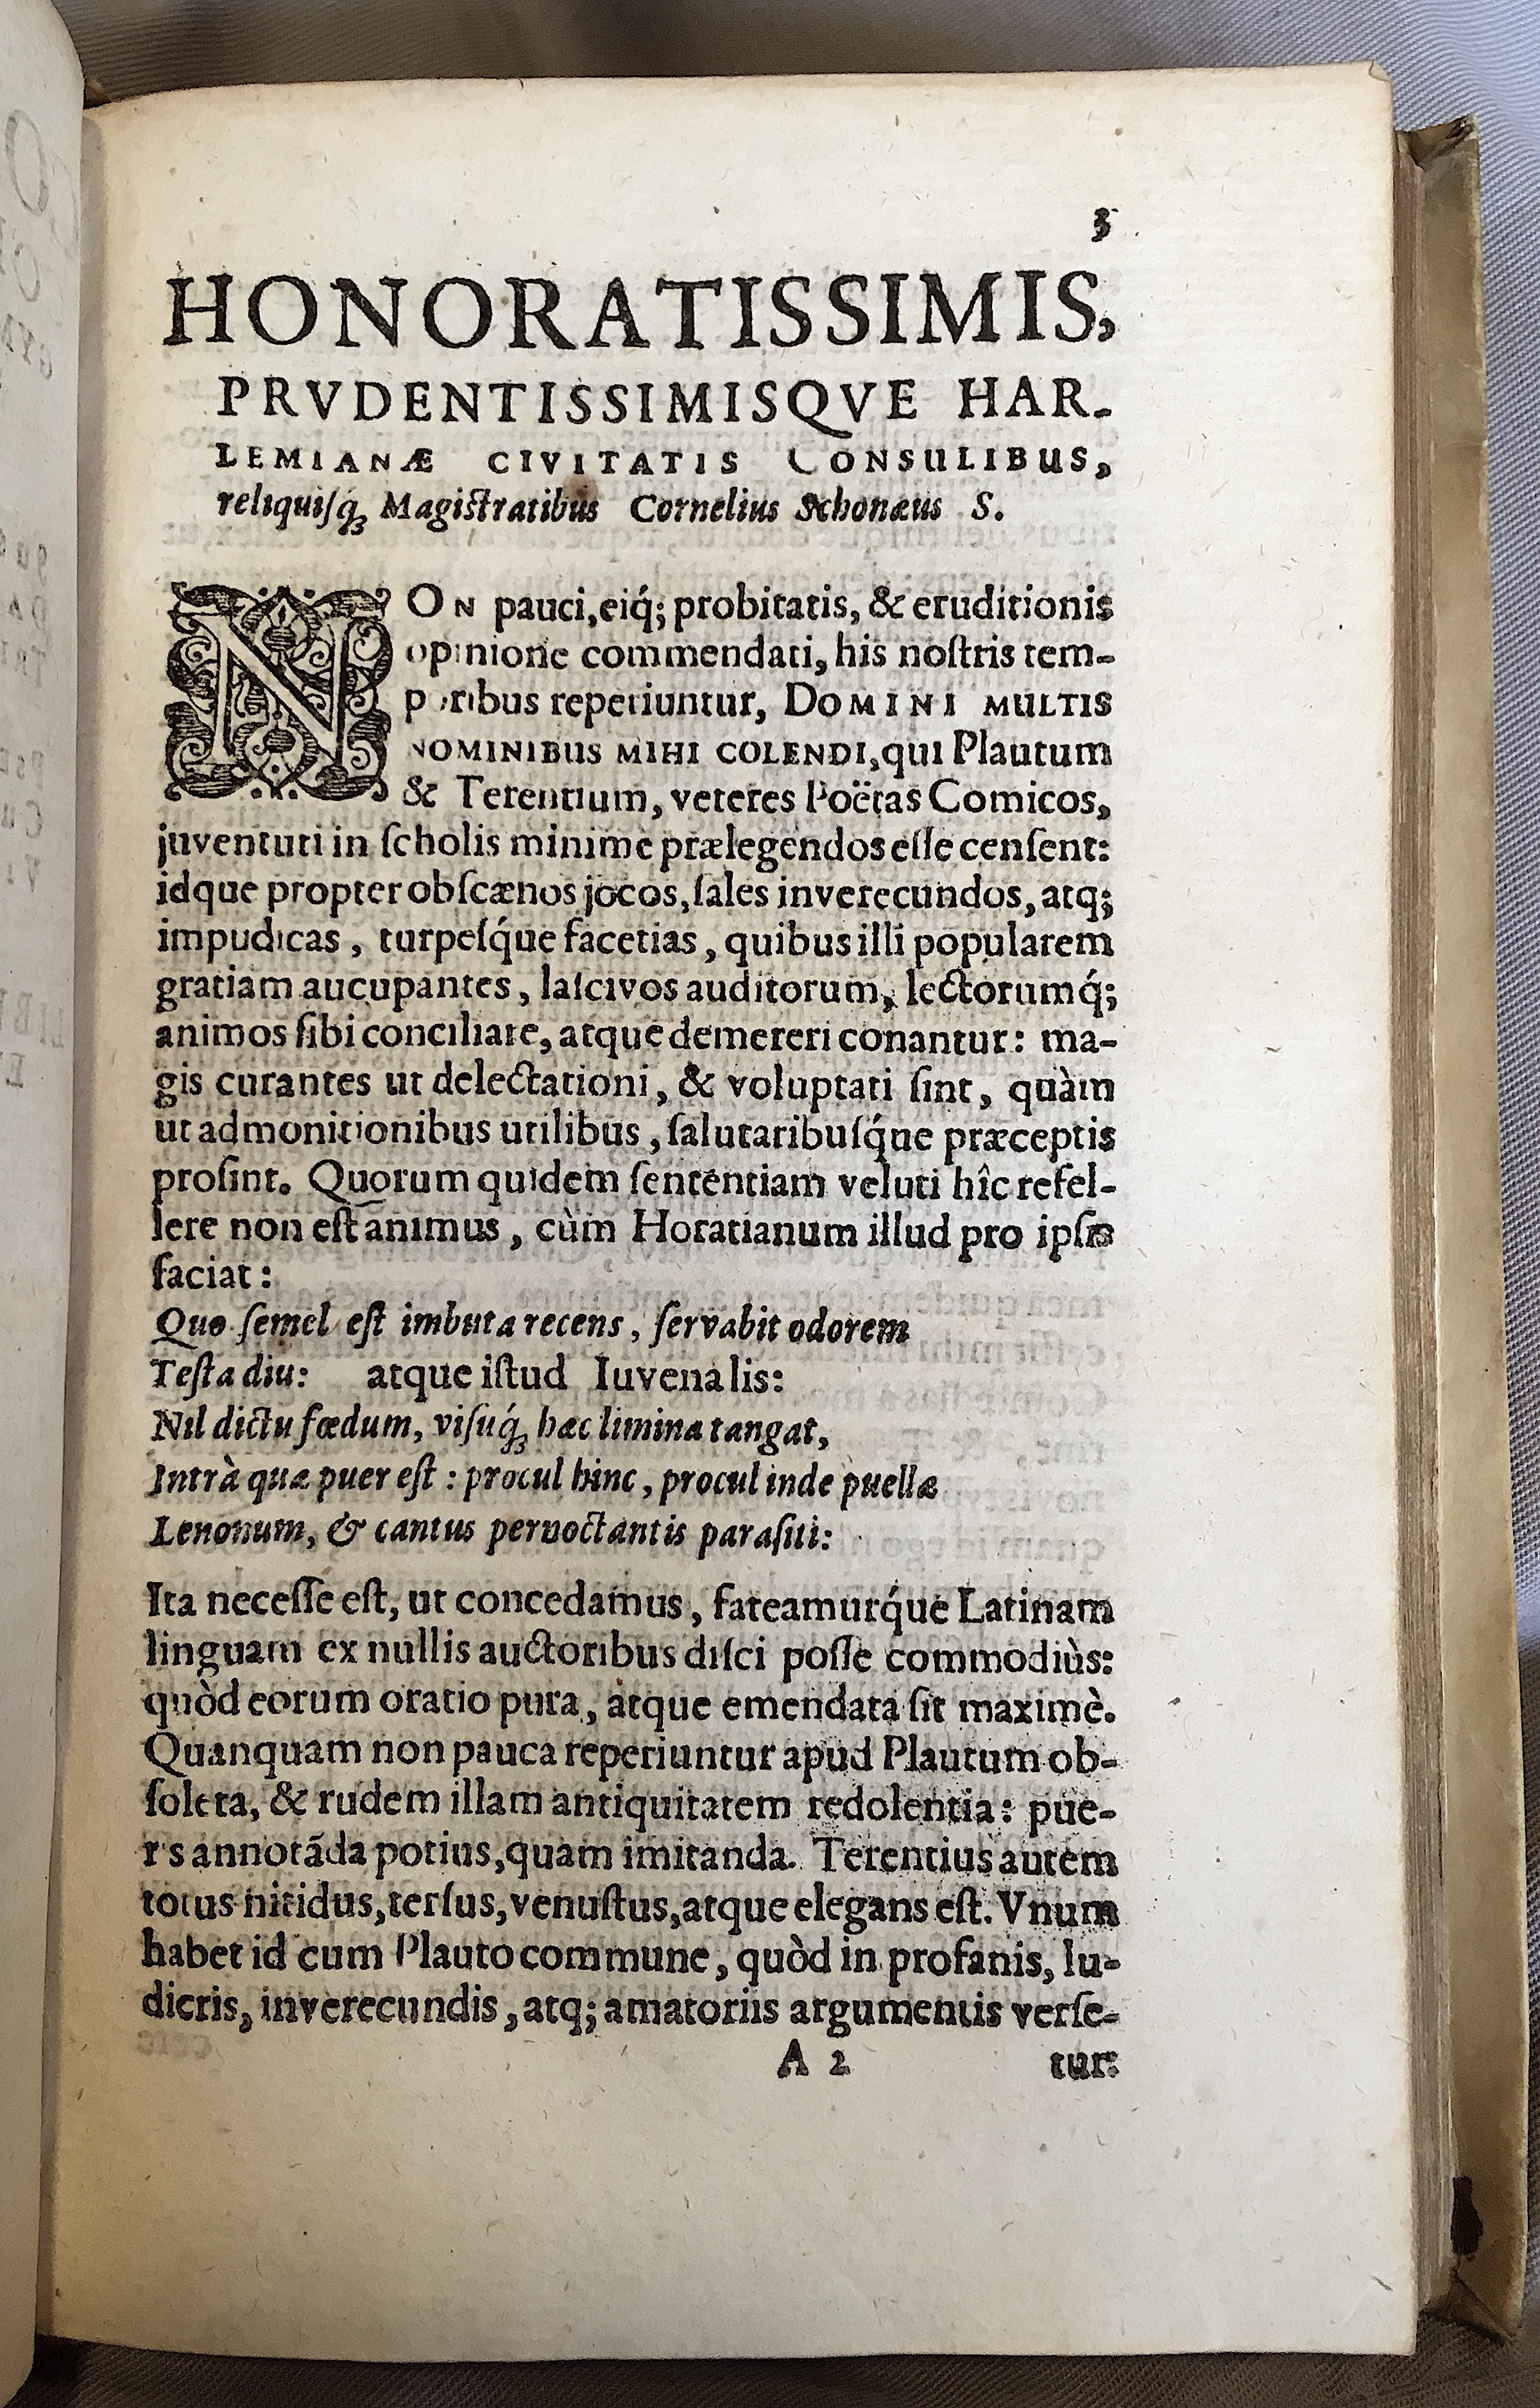 3
HONORATISSIMIS,
PRVDENTISSIMISQVE HAR-
LEMIANÆ CIVITATIS CONSULIBUS,
reliquiſq́; Magiſtratibus Cornelius Schonæus S.
NON pauci, eiq́; probitatis, & eruditionis
opinione commendati, his noſtris tem-
poribus reperiuntur, DOMINI MULTIS
NOMINIBUS MIHI COLENDI, qui Plautum
& Terentium, veteres Poëtas Comicos,
juventuti in ſcholis minime prælegendos eſſe cenſent:
idque propter obſcænos jocos, ſales inverecundos, atq;
impudicas, turpeſq́ue facetias, quibus illi popularem
gratiam aucupantes, laſcivos auditorum, lectorumq́;
animos ſibi conciliare, atque demereri conantur: ma-
gis curantes ut delectationi, & voluptati ſint, quàm
ut admonitionibus utilibus, ſalutaribuſq́ue præceptis
proſint. Quorum quidem ſententiam veluti hîc refel-
lere non eſt animus, cùm Horatianum illud pro ipſis
faciat:
Quo ſemel eſt imbuta recens, ſervabit odorem
Teſta diu: atque iſtud Iuvenalis:
Nil dictu fœdum, viſuq́; hæc limina tangat,
Intrà quæ puer eſt: procul hinc, procul inde puellæ
Lenonum, & cantus pernoctantis paraſiti:
Ita neceſſe eſt, ut concedamus, fateamurq́ue Latinam
linguam ex nullis auctoribus diſci poſſe commodiùs:
quòd eorum oratio pura, atque emendata ſit maximè.
Quanquam non pauca reperiuntur apud Plautum ob-
ſoleta, & rudem illam antiquitatem redolentia: pue-
r s annotãda potius, quam imitanda. Terentius autem
totus nitidus, terſus, venuſtus, atque elegans eſt. Vnum
habet id cum Plauto commune, quòd in profanis, lu-
dicris, inverecundis, atq; amatoriis argumentis verſe-
A 2 tur: